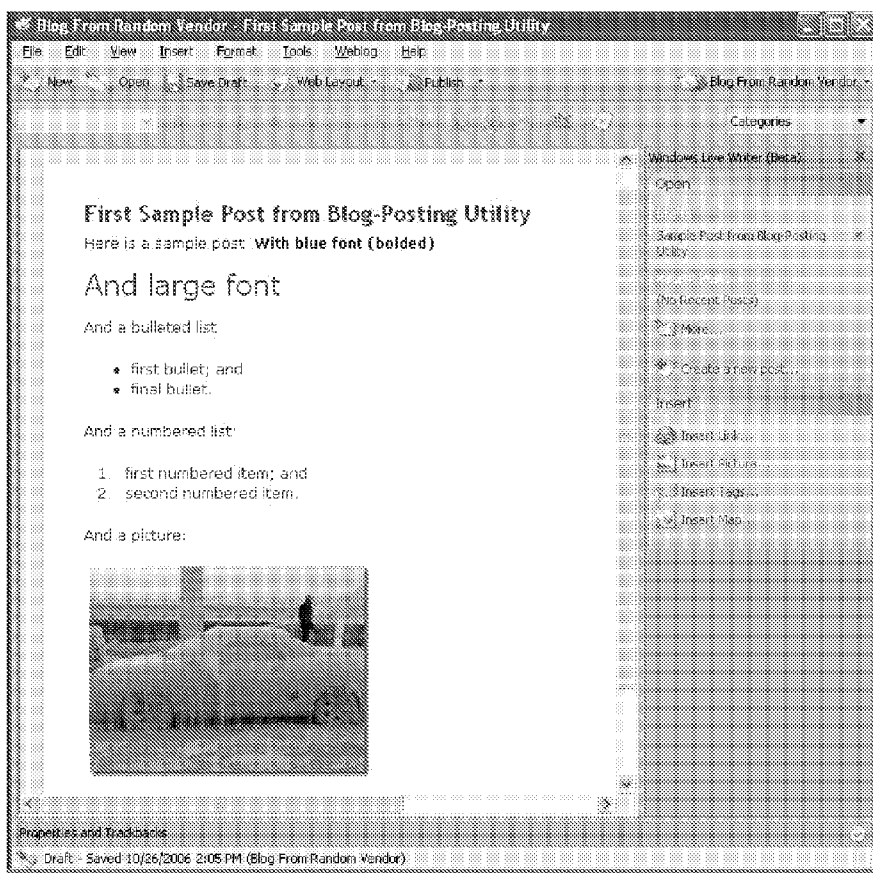 Blog From Random Vendor - First Sample Post from Blog-Posting Utility
File Edit View Insert Format Tools Weblog Help
New Open Save Draft Web Layout Publish Blog From Random Vendor
Categories
Windows Live Writer (Beta)
Open
Sample Post from Blog-Posting
Utility
(No Recent Posts)
More...
Create a new post...
Insert
Insert Link...
Insert Picture...
Insert Tags...
Insert Map...
First Sample Post from Blog-Posting Utility
Here is a sample post. With blue font (bolded)
And large font
And a bulleted list
• first bullet; and
• final bullet.
And a numbered list:
1. first numbered item; and
2. second numbered item.
And a picture:
Properties and Trackbacks
Draft - Saved 10/26/2006 2:05 PM (Blog From Random Vendor)